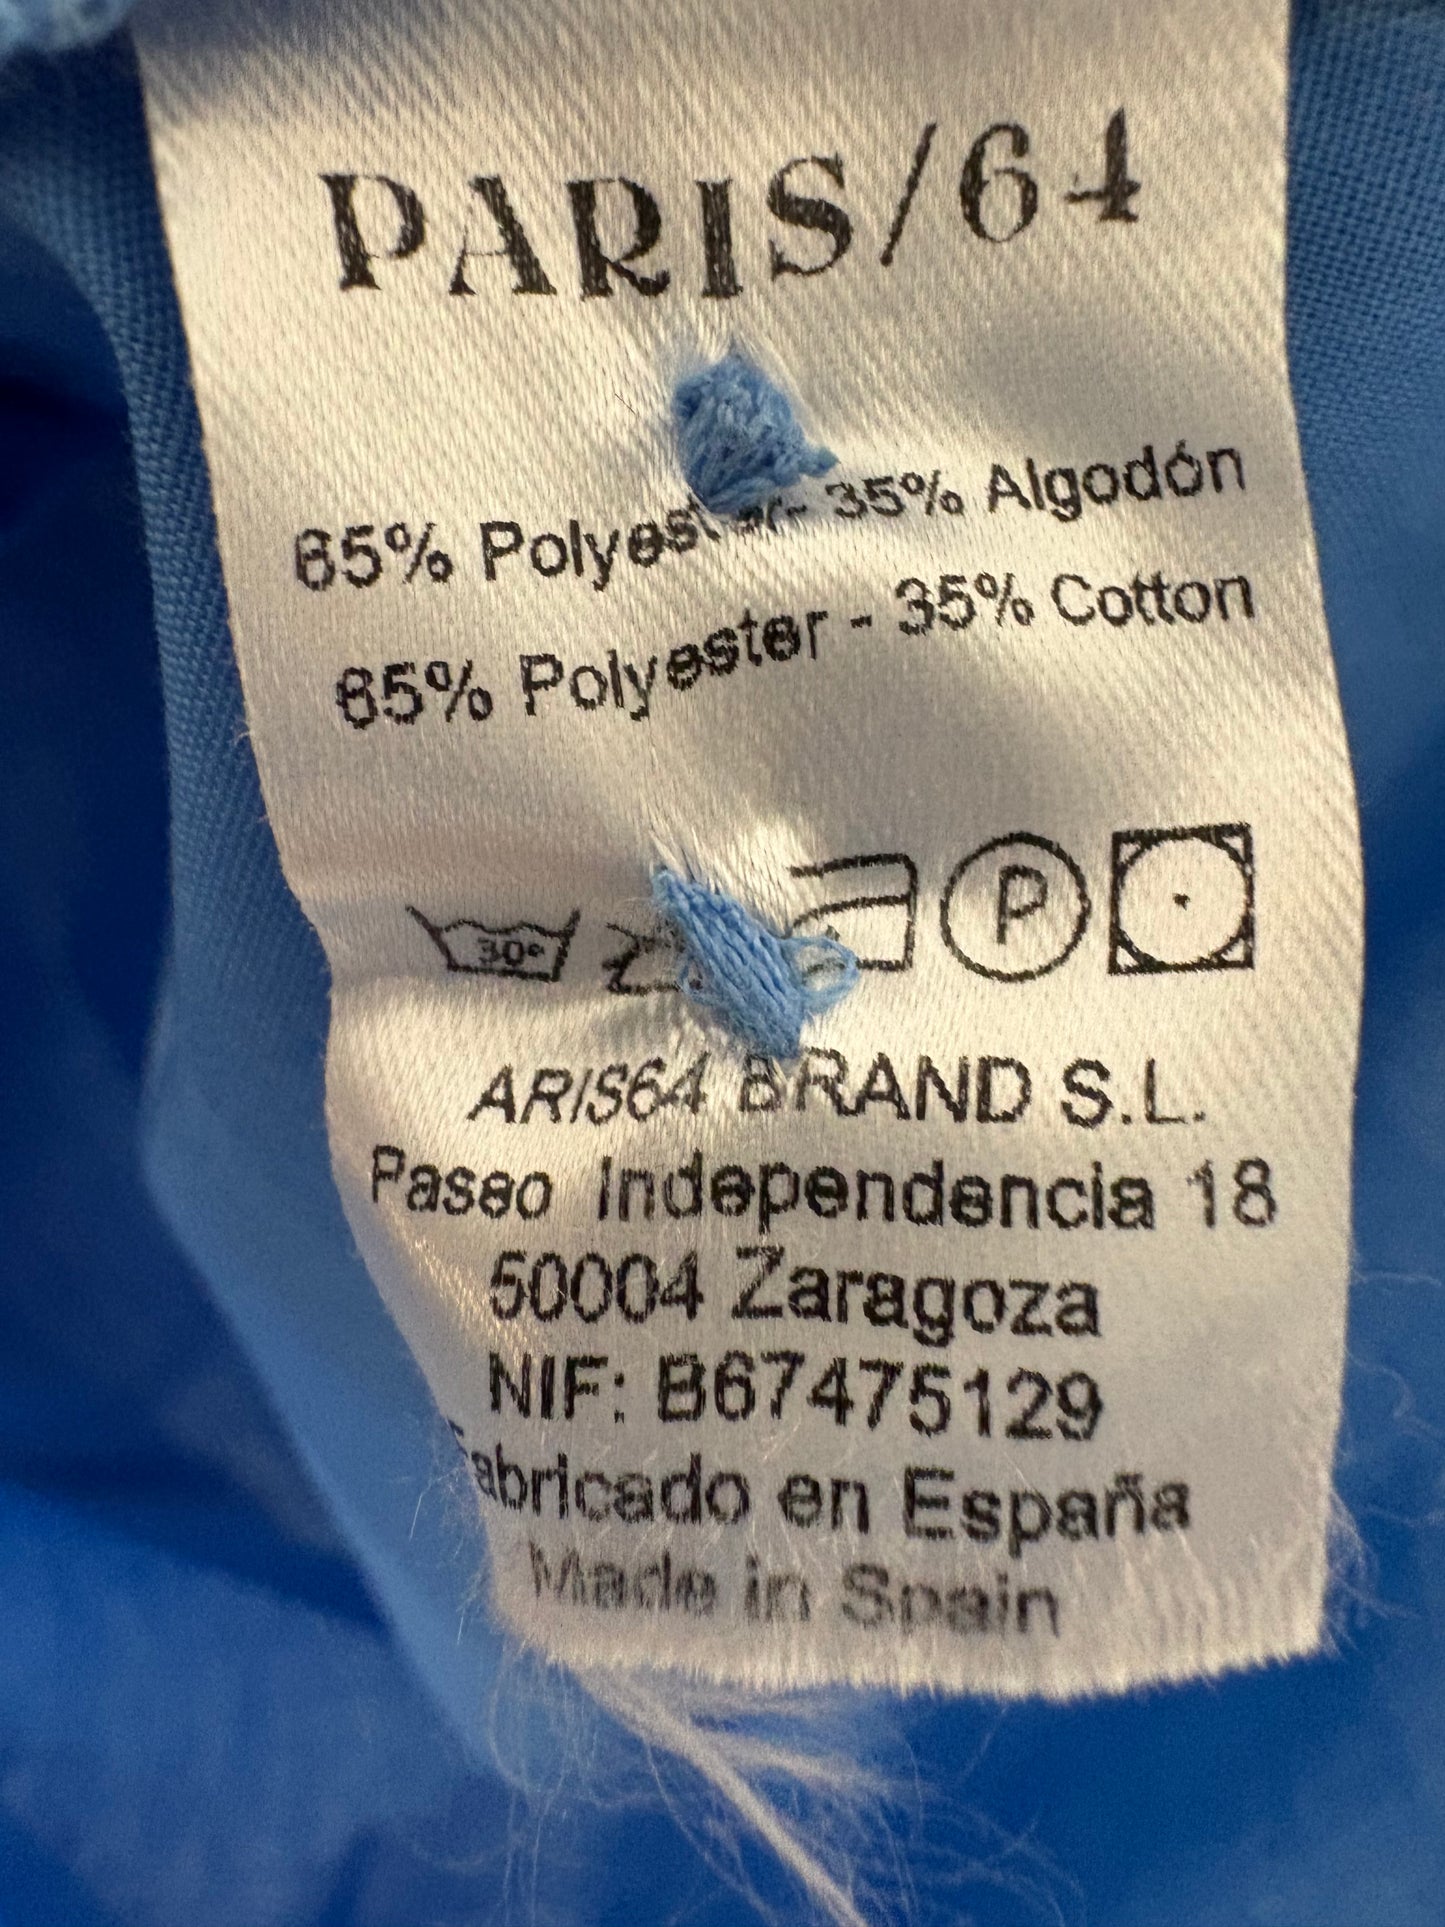 PARIS/64
65% Polyester- 35% Algodón
65% Polyester - 35% Cotton
30° P
ARIS64 BRAND S.L.
Paseo Independencia 18
50004 Zaragoza
NIF: B67475129
Fabricado en España
Made in Spain